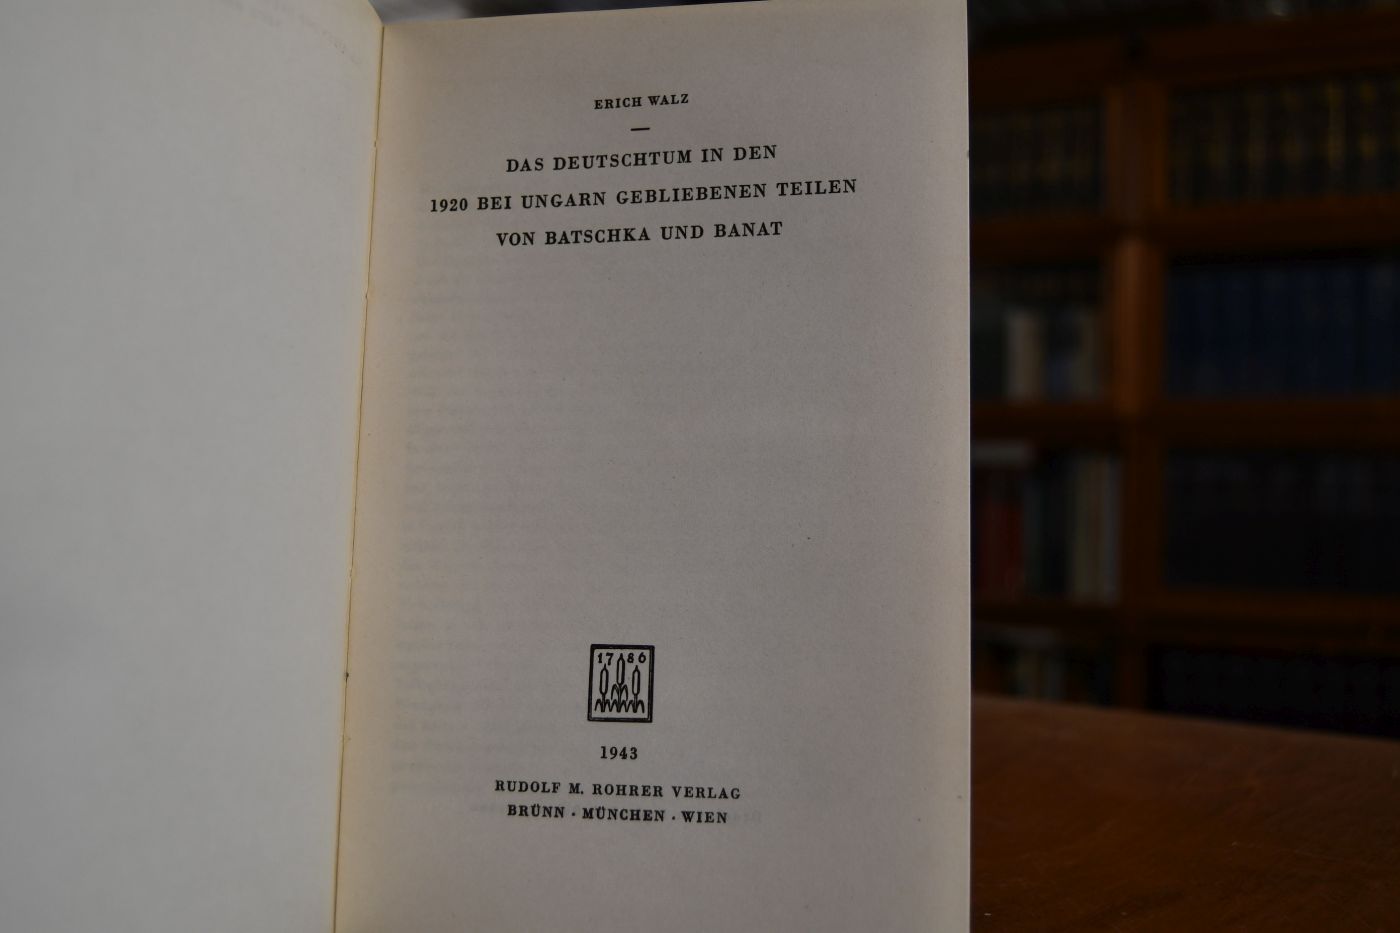 ERICH WALZ
DAS DEUTSCHTUM IN DEN
1920 BEI UNGARN GEBLIEBENEN TEILEN
VON BATSCHKA UND BANAT
1786
1943
RUDOLF M. ROHRER VERLAG
BRÜNN · MÜNCHEN · WIEN